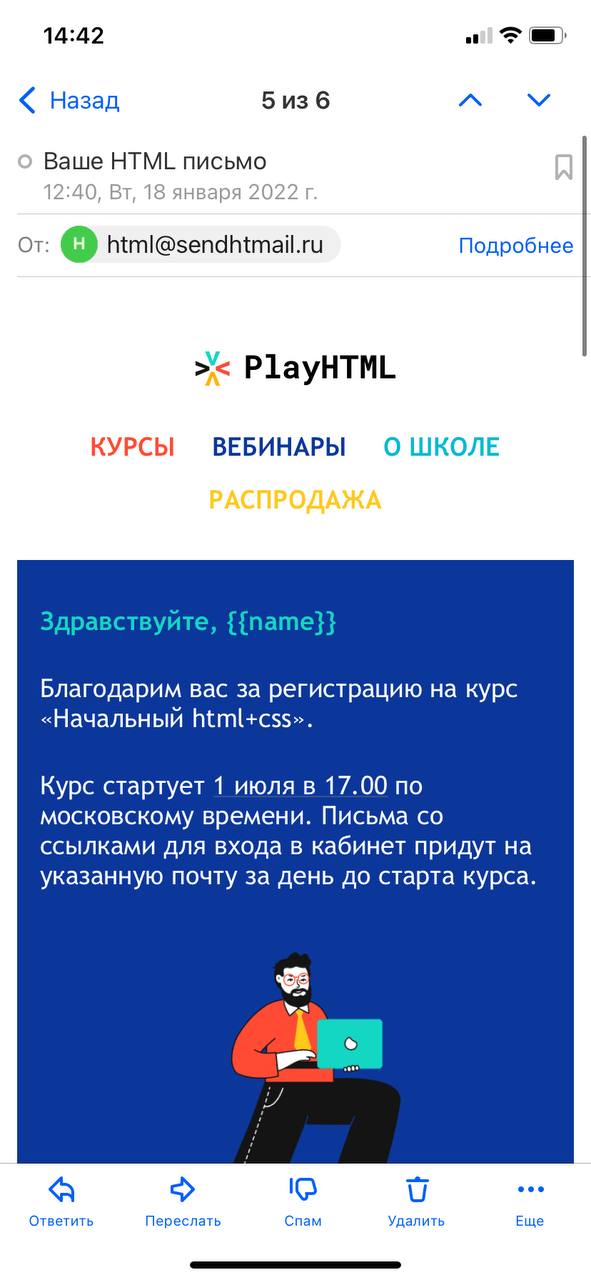 14:42
Назад
5 из 6
Ваше HTML письмо
12:40, Вт, 18 января 2022 г.
От: H html@sendhtmail.ru Подробнее
PlayHTML
КУРСЫ ВЕБИНАРЫ О ШКОЛЕ
РАСПРОДАЖА
Здравствуйте, {{name}}
Благодарим вас за регистрацию на курс
«Начальный html+css».
Курс стартует 1 июля в 17.00 по
московскому времени. Письма со
ссылками для входа в кабинет придут на
указанную почту за день до старта курса.
Ответить Переслать Спам Удалить Еще